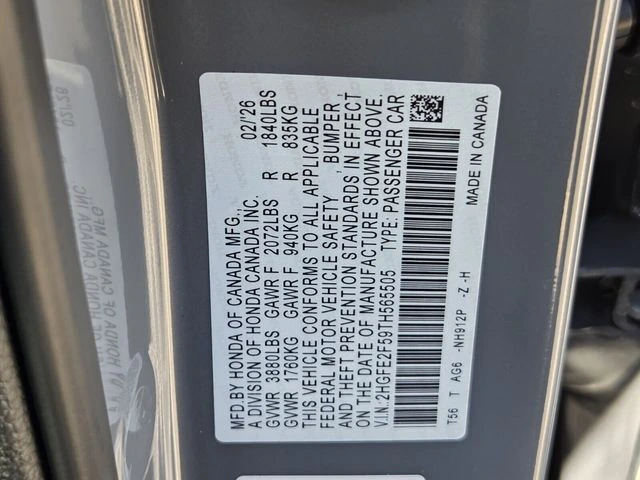 MFD.BY HONDA OF CANADA MFG., 02/'26
A DIVISION OF HONDA CANADA INC.
GVWR 3880LBS GAWR F 2072LBS R 1840LBS
GVWR 1760KG GAWR F 940KG R 835KG
THIS VEHICLE CONFORMS TO ALL APPLICABLE
FEDERAL MOTOR VEHICLE SAFETY , BUMPER ,
AND THEFT PREVENTION STANDARDS IN EFFECT
ON THE DATE OF MANUFACTURE SHOWN ABOVE.
V.I.N.:2HGFE2F59TH565505 TYPE: PASSENGER CAR
T56 T AG6 -NH912P -Z -H MADE IN CANADA